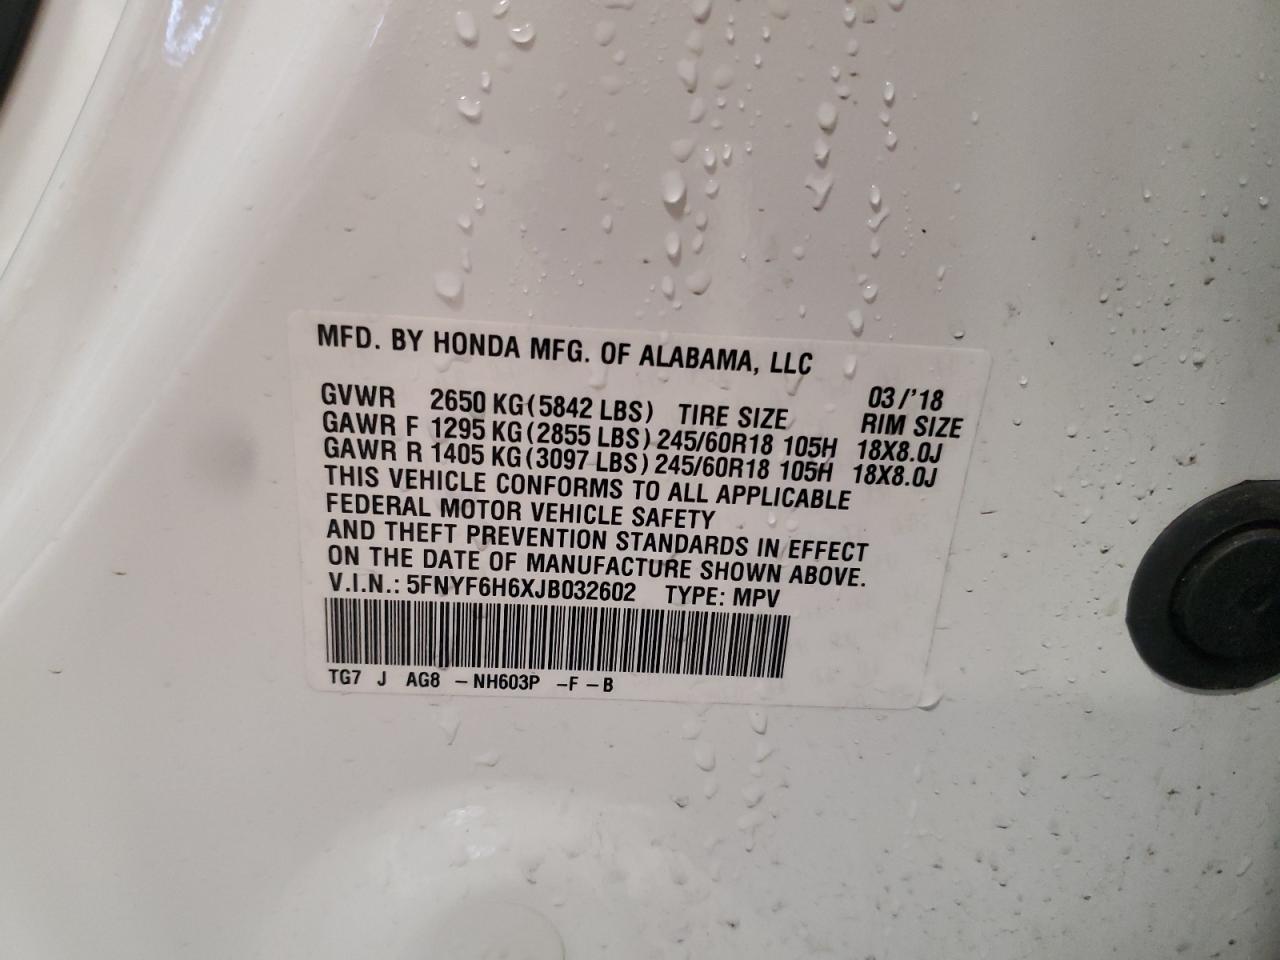 MFD. BY HONDA MFG. OF ALABAMA, LLC
03/'18
GVWR 2650 KG(5842 LBS) TIRE SIZE RIM SIZE
GAWR F 1295 KG(2855 LBS)245/60R18 105H 18X8.0J
GAWR R 1405 KG(3097 LBS)245/60R18 105H 18X8.0J
THIS VEHICLE CONFORMS TO ALL APPLICABLE
FEDERAL MOTOR VEHICLE SAFETY
AND THEFT PREVENTION STANDARDS IN EFFECT
ON THE DATE OF MANUFACTURE SHOWN ABOVE.
V.I.N.: 5FNYF6H6XJB032602 TYPE: MPV
TG7 J AG8 -NH603P -F -B